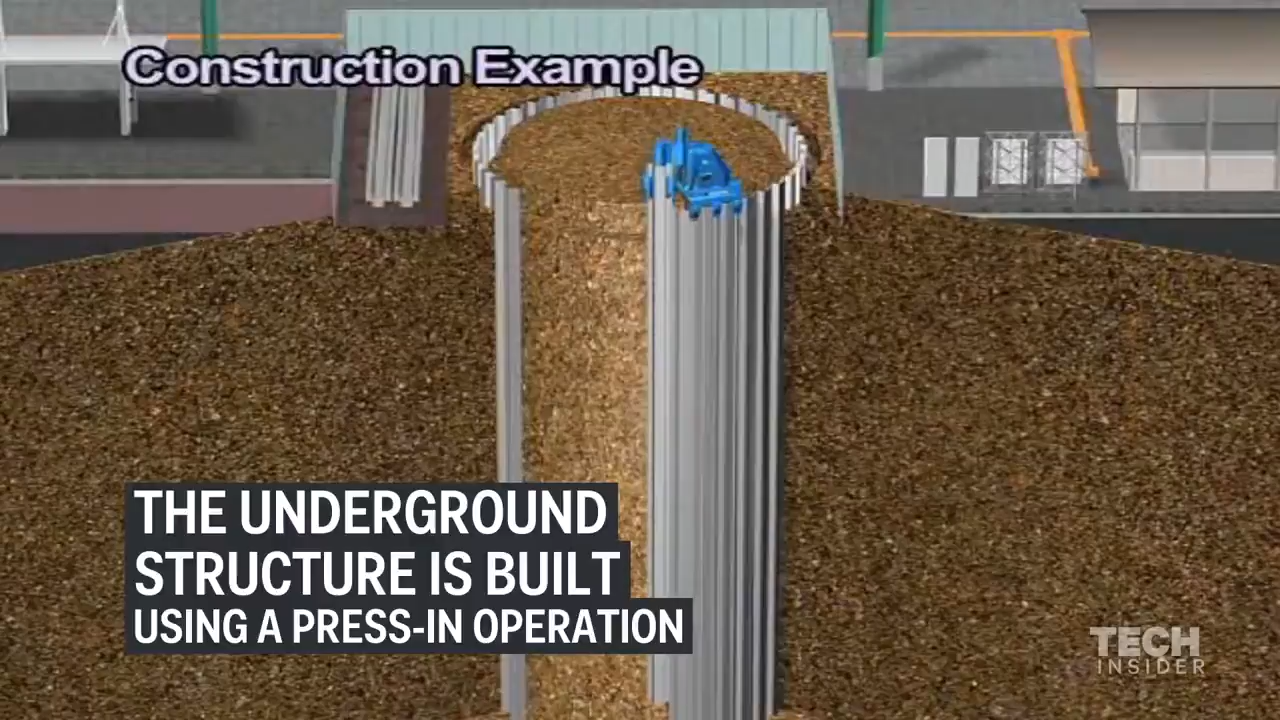 Construction Example
THE UNDERGROUND
STRUCTURE IS BUILT
USING A PRESS-IN OPERATION
TECH
INSIDER